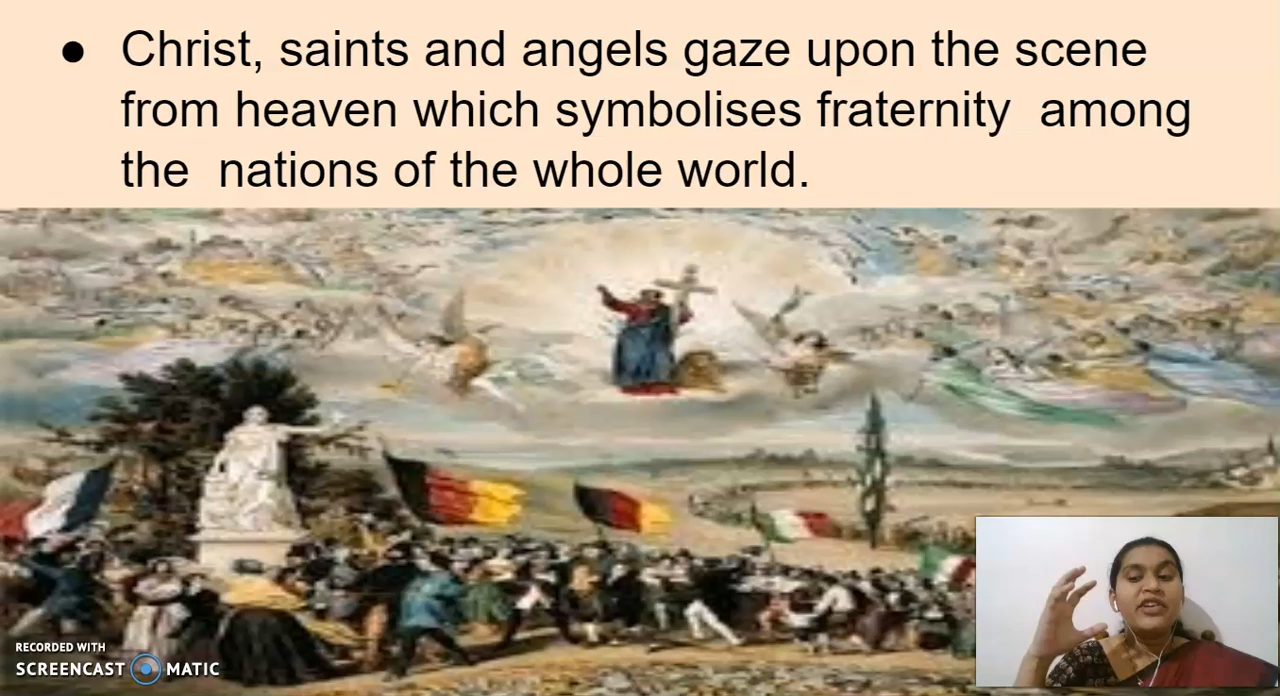 ● Christ, saints and angels gaze upon the scene
from heaven which symbolises fraternity  among
the  nations of the whole world.
RECORDED WITH
SCREENCAST MATIC